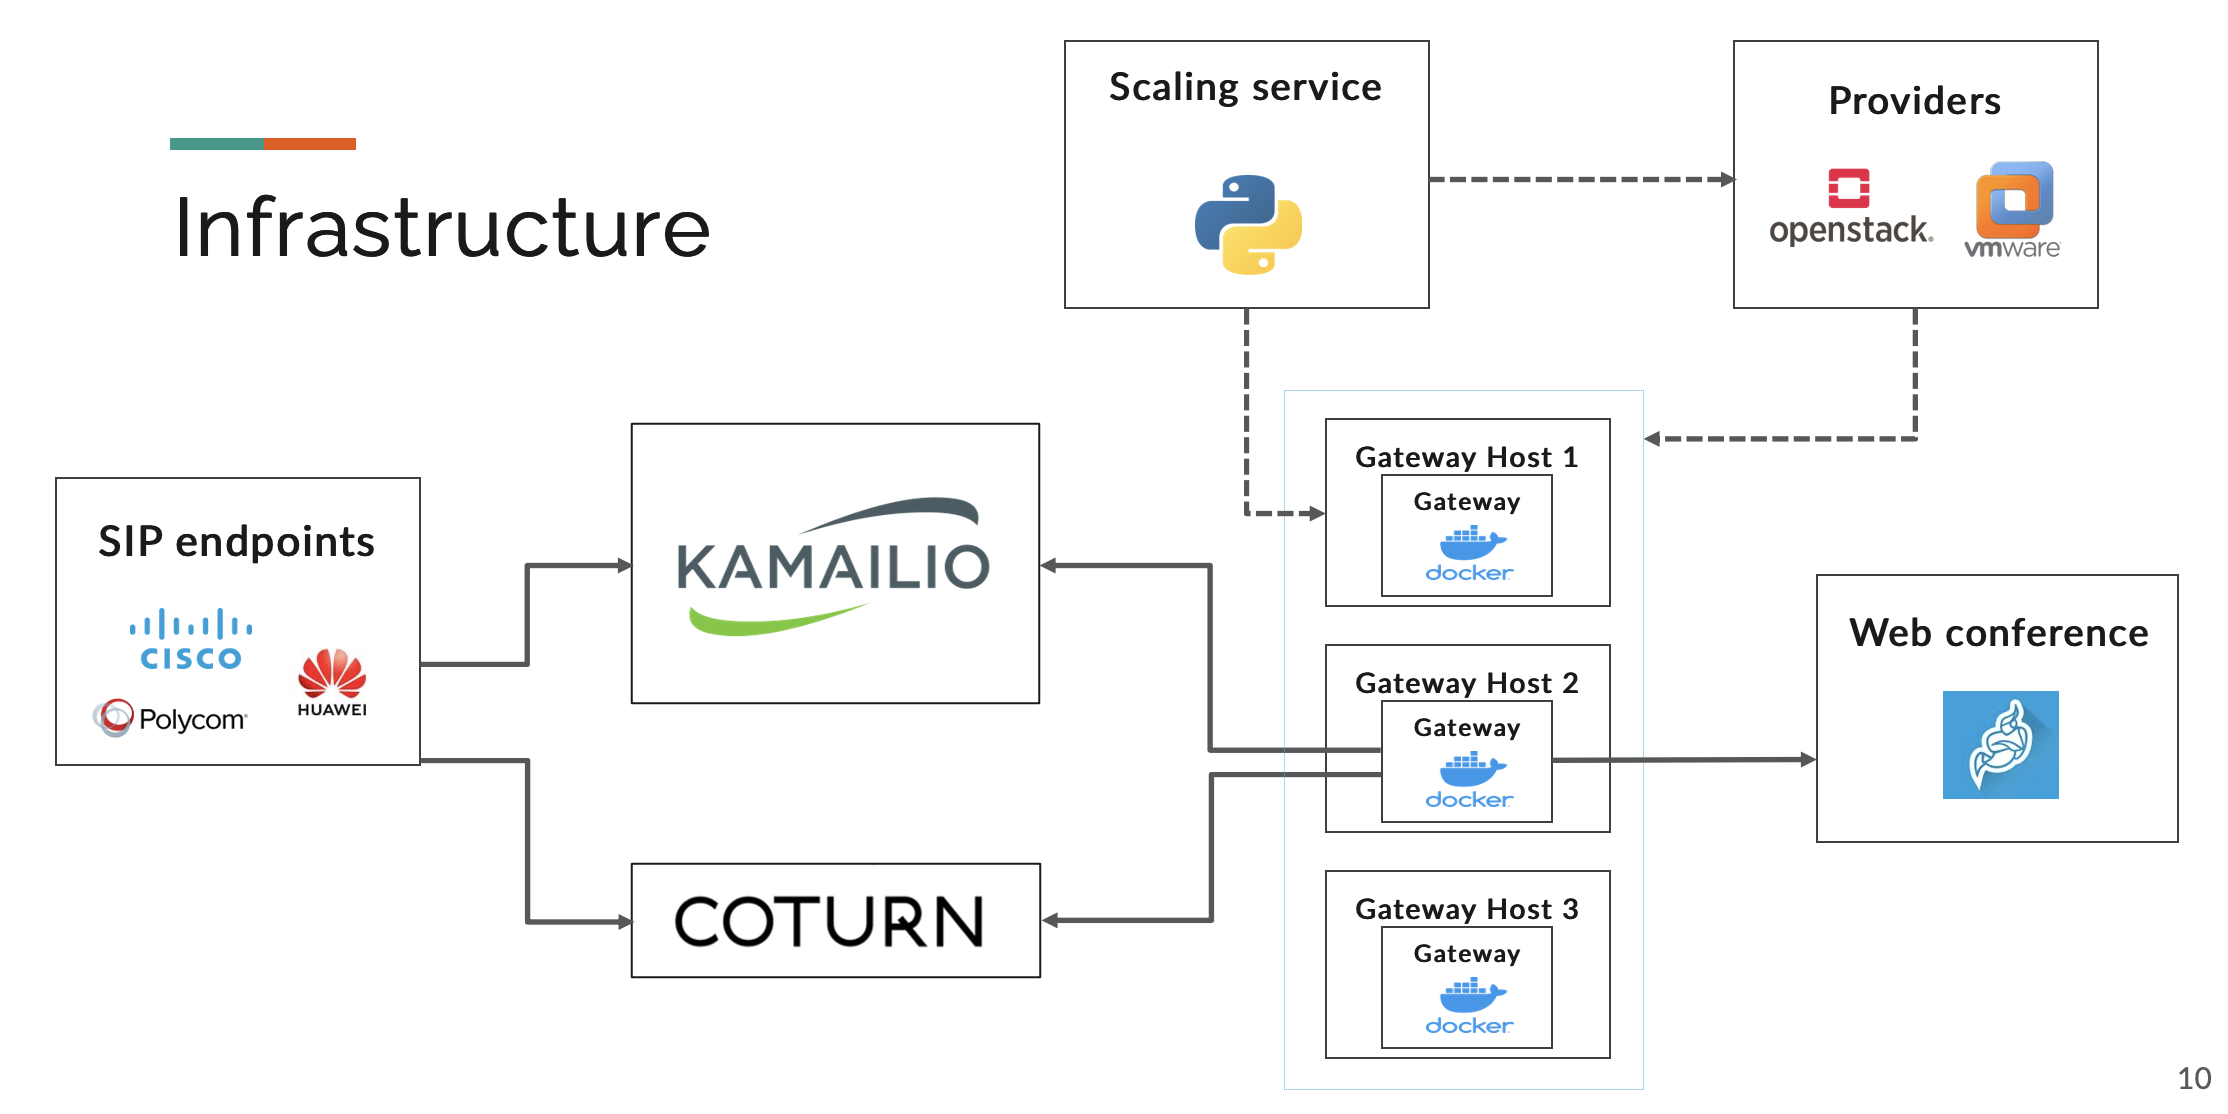 Infrastructure
Scaling service
Providers
openstack.
vmware
SIP endpoints
CISCO
HUAWEI
Polycom
KAMAILIO
COTURN
Gateway Host 1
Gateway
docker
Gateway Host 2
Gateway
docker
Gateway Host 3
Gateway
docker
Web conference
10